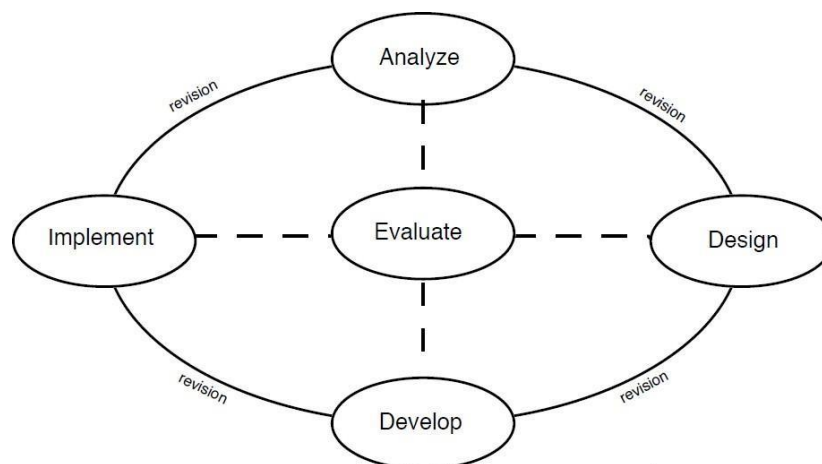 Analyze
revision
revision
Implement
Evaluate
Design
revision
revision
Develop